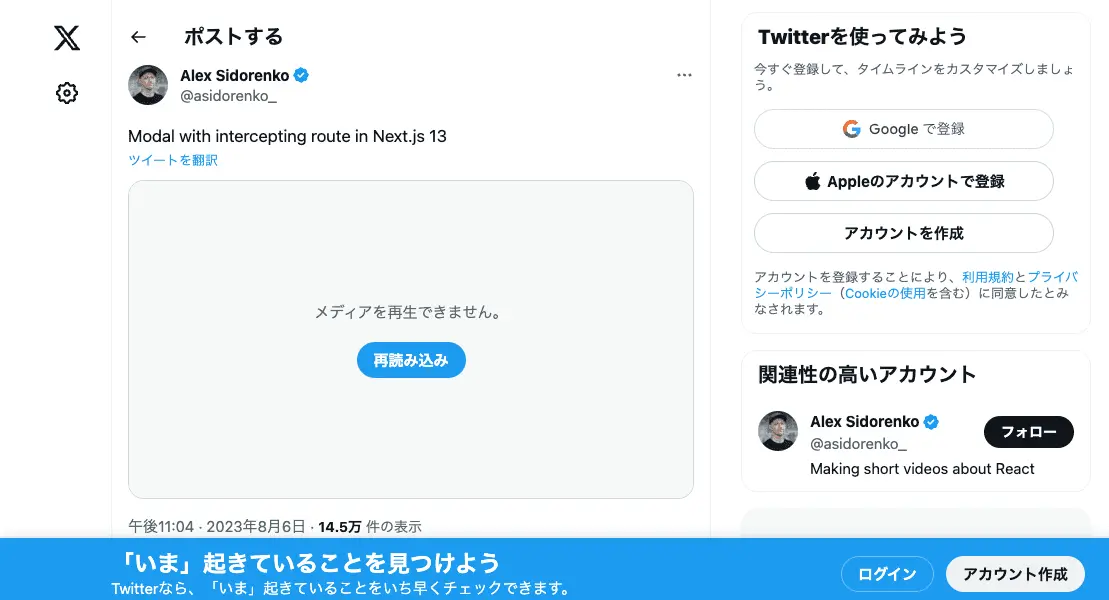 ポストする
Alex Sidorenko
@asidorenko_
Modal with intercepting route in Next.js 13
ツイートを翻訳
メディアを再生できません。
再読み込み
午後11:04 · 2023年8月6日 · 14.5万 件の表示
Twitterを使ってみよう
今すぐ登録して、タイムラインをカスタマイズしましょ
う。
Google で登録
Appleのアカウントで登録
アカウントを作成
アカウントを登録することにより、利用規約とプライバ
シーポリシー（Cookieの使用を含む）に同意したとみ
なされます。
関連性の高いアカウント
Alex Sidorenko
@asidorenko_
フォロー
Making short videos about React
「いま」起きていることを見つけよう
Twitterなら、「いま」起きていることをいち早くチェックできます。
ログイン
アカウント作成